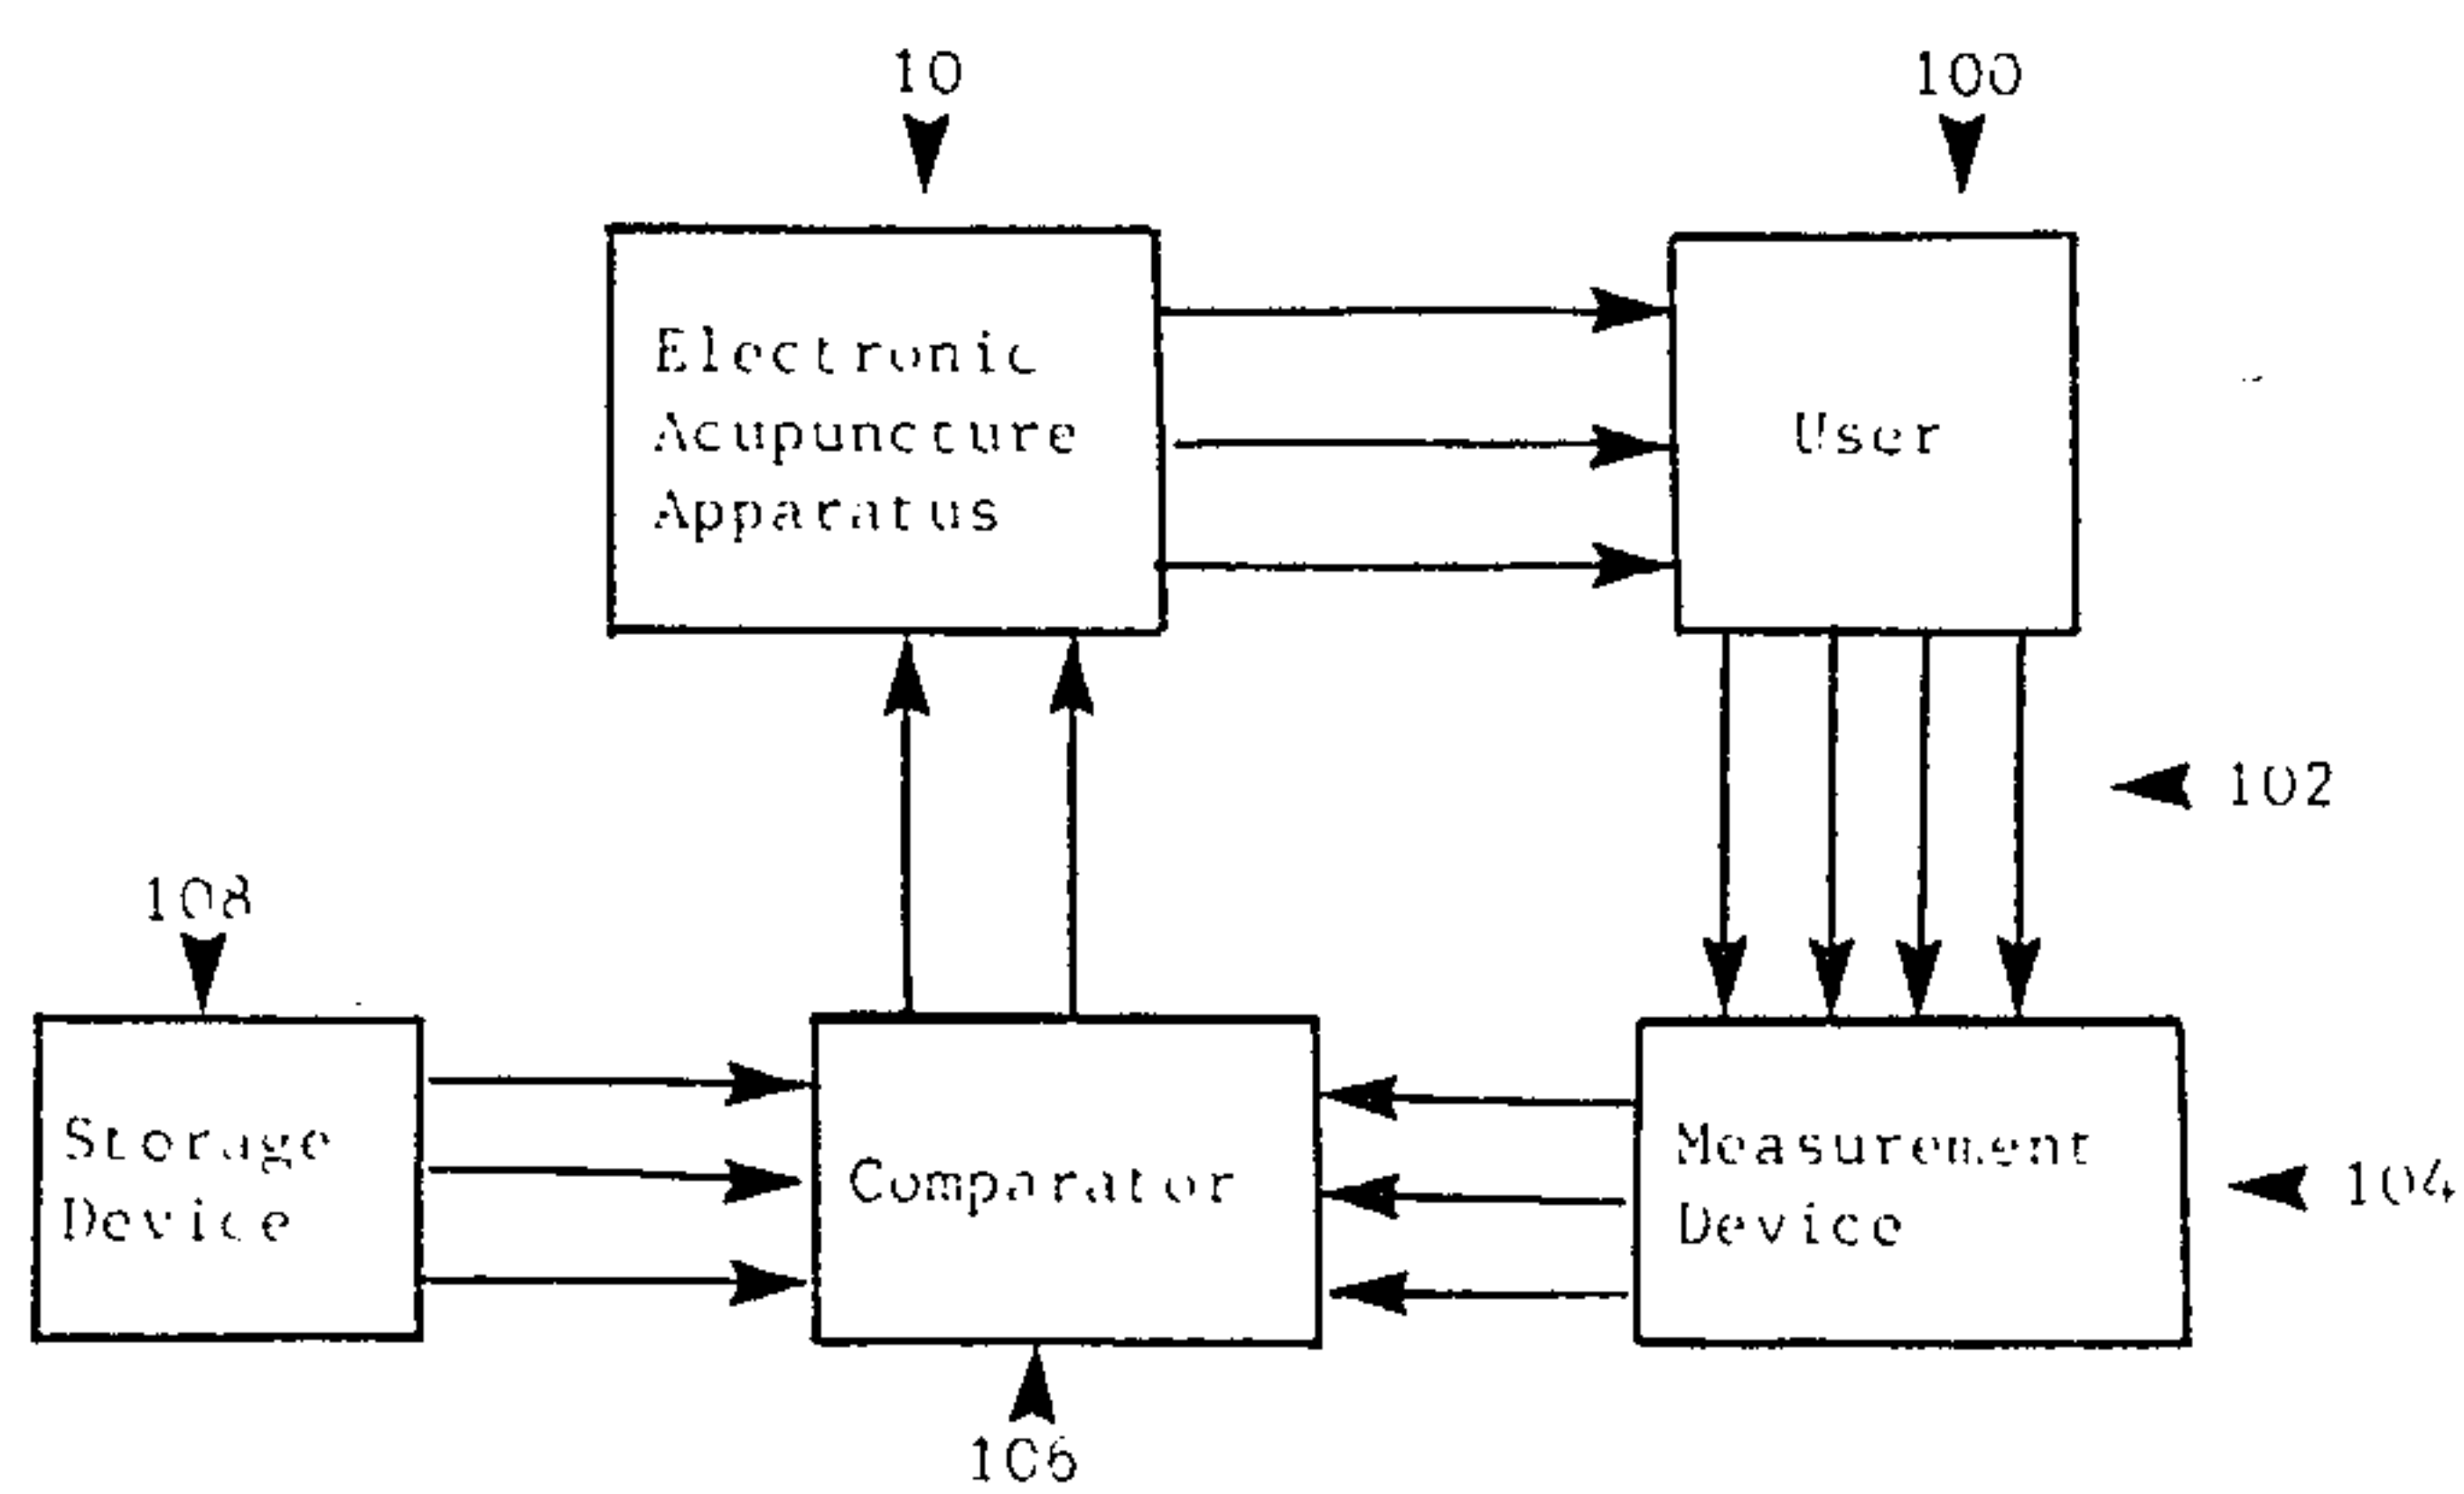 10
100
Electronic
Acupuncture
Apparatus
User
102
108
Storage
Device
Comparator
Measurement
Device
104
106